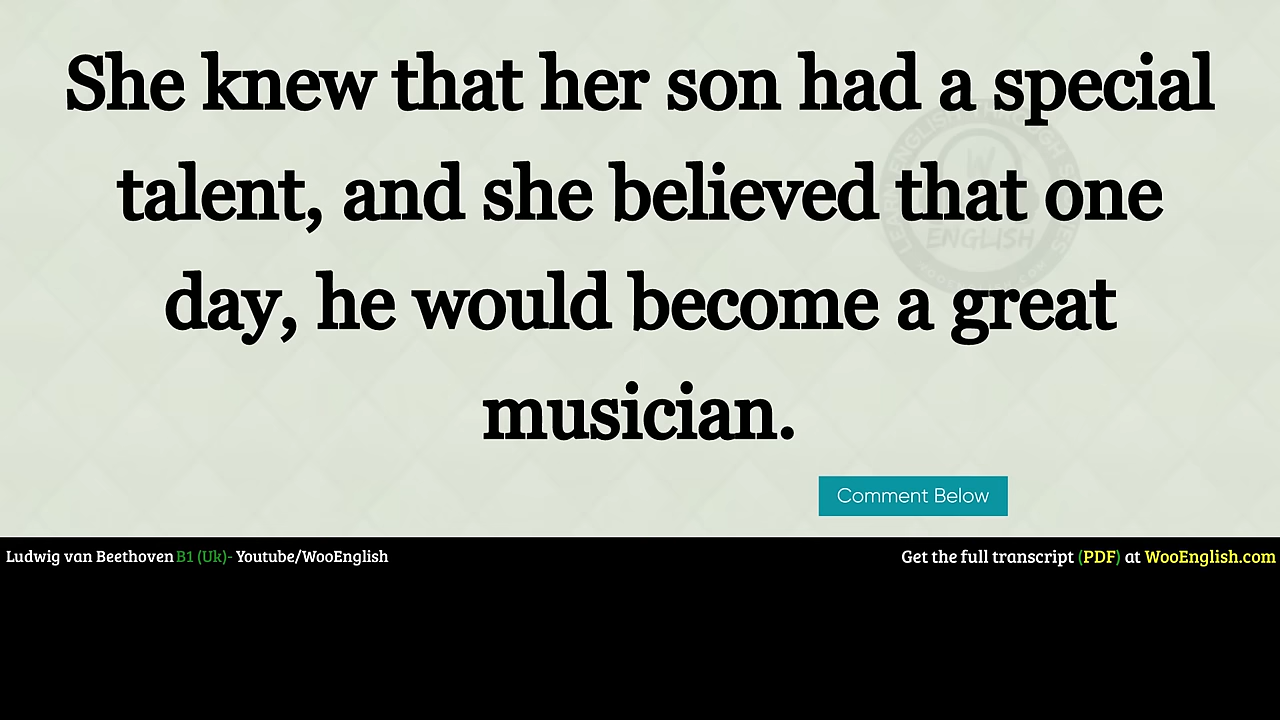 She knew that her son had a special
talent, and she believed that one
day, he would become a great
musician.
ENGLISH
Comment Below
Ludwig van Beethoven B1 (Uk)- Youtube/WooEnglish
Get the full transcript (PDF) at WooEnglish.com